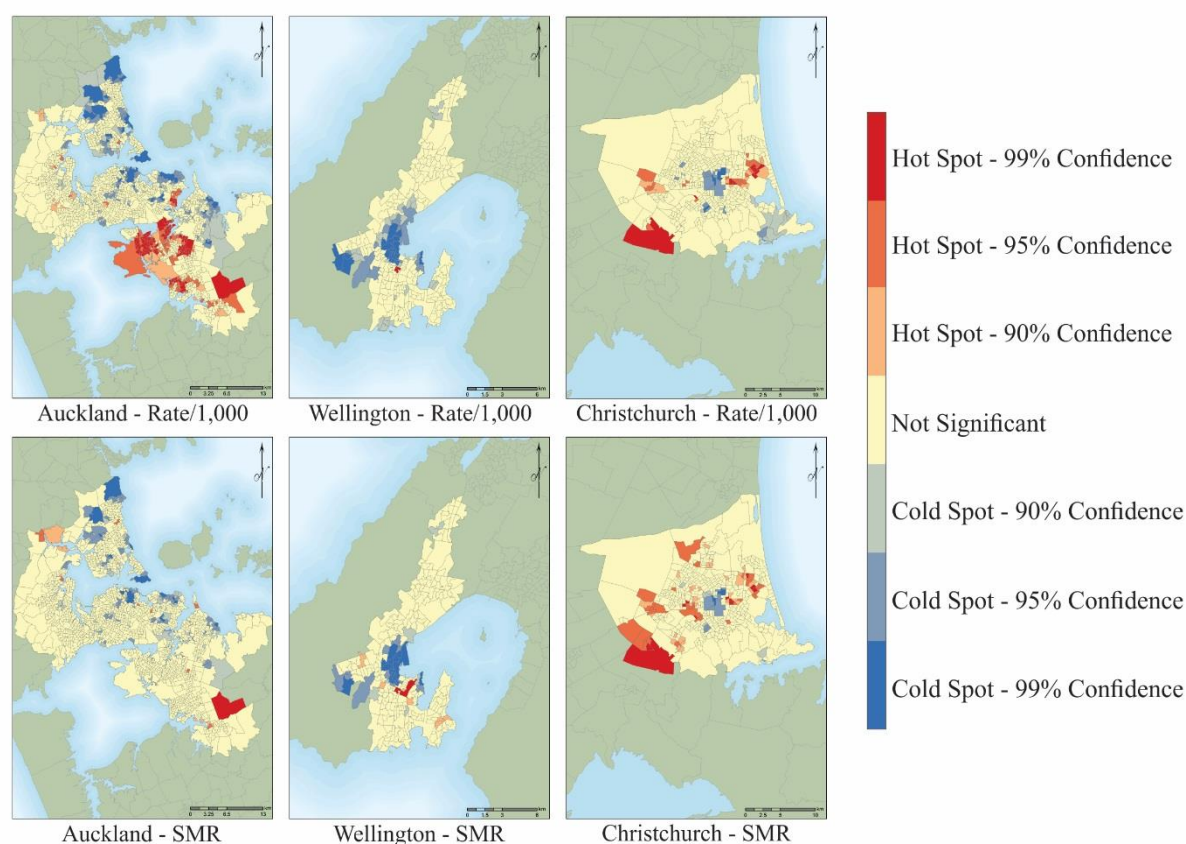 Auckland - Rate/1,000
Wellington - Rate/1,000
Christchurch - Rate/1,000
Auckland - SMR
Wellington - SMR
Christchurch - SMR
Hot Spot - 99% Confidence
Hot Spot - 95% Confidence
Hot Spot - 90% Confidence
Not Significant
Cold Spot - 90% Confidence
Cold Spot - 95% Confidence
Cold Spot - 99% Confidence